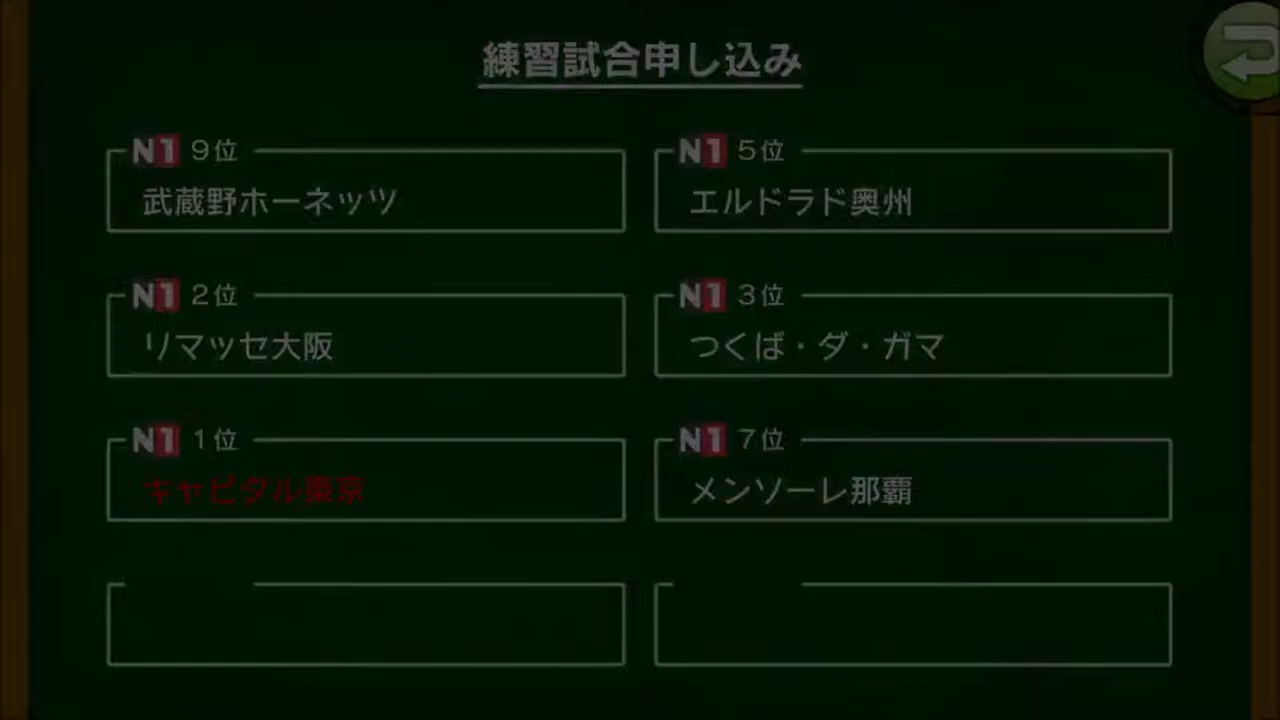 練習試合申し込み
N1 9位
武蔵野ホーネッツ
N1 5位
エルドラド奥州
N1 2位
リマッセ大阪
N1 3位
つくば・ダ・ガマ
N1 1位
キャピタル東京
N1 7位
メンソーレ那覇